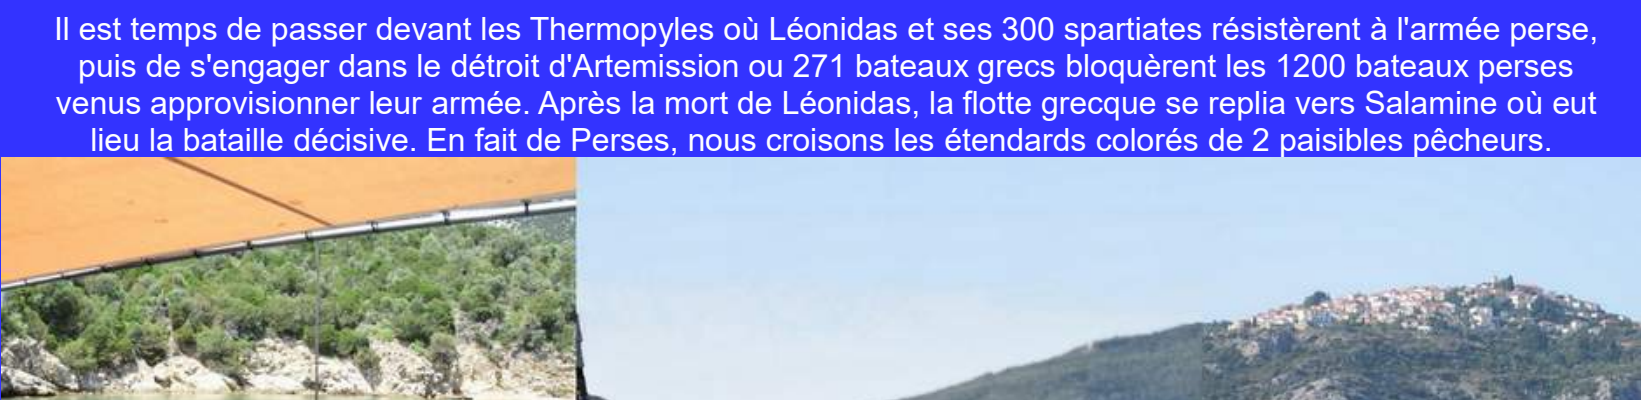 Il est temps de passer devant les Thermopyles où Léonidas et ses 300 spartiates résistèrent à l'armée perse,
puis de s'engager dans le détroit d'Artemission ou 271 bateaux grecs bloquèrent les 1200 bateaux perses
venus approvisionner leur armée. Après la mort de Léonidas, la flotte grecque se replia vers Salamine où eut
lieu la bataille décisive. En fait de Perses, nous croisons les étendards colorés de 2 paisibles pêcheurs.